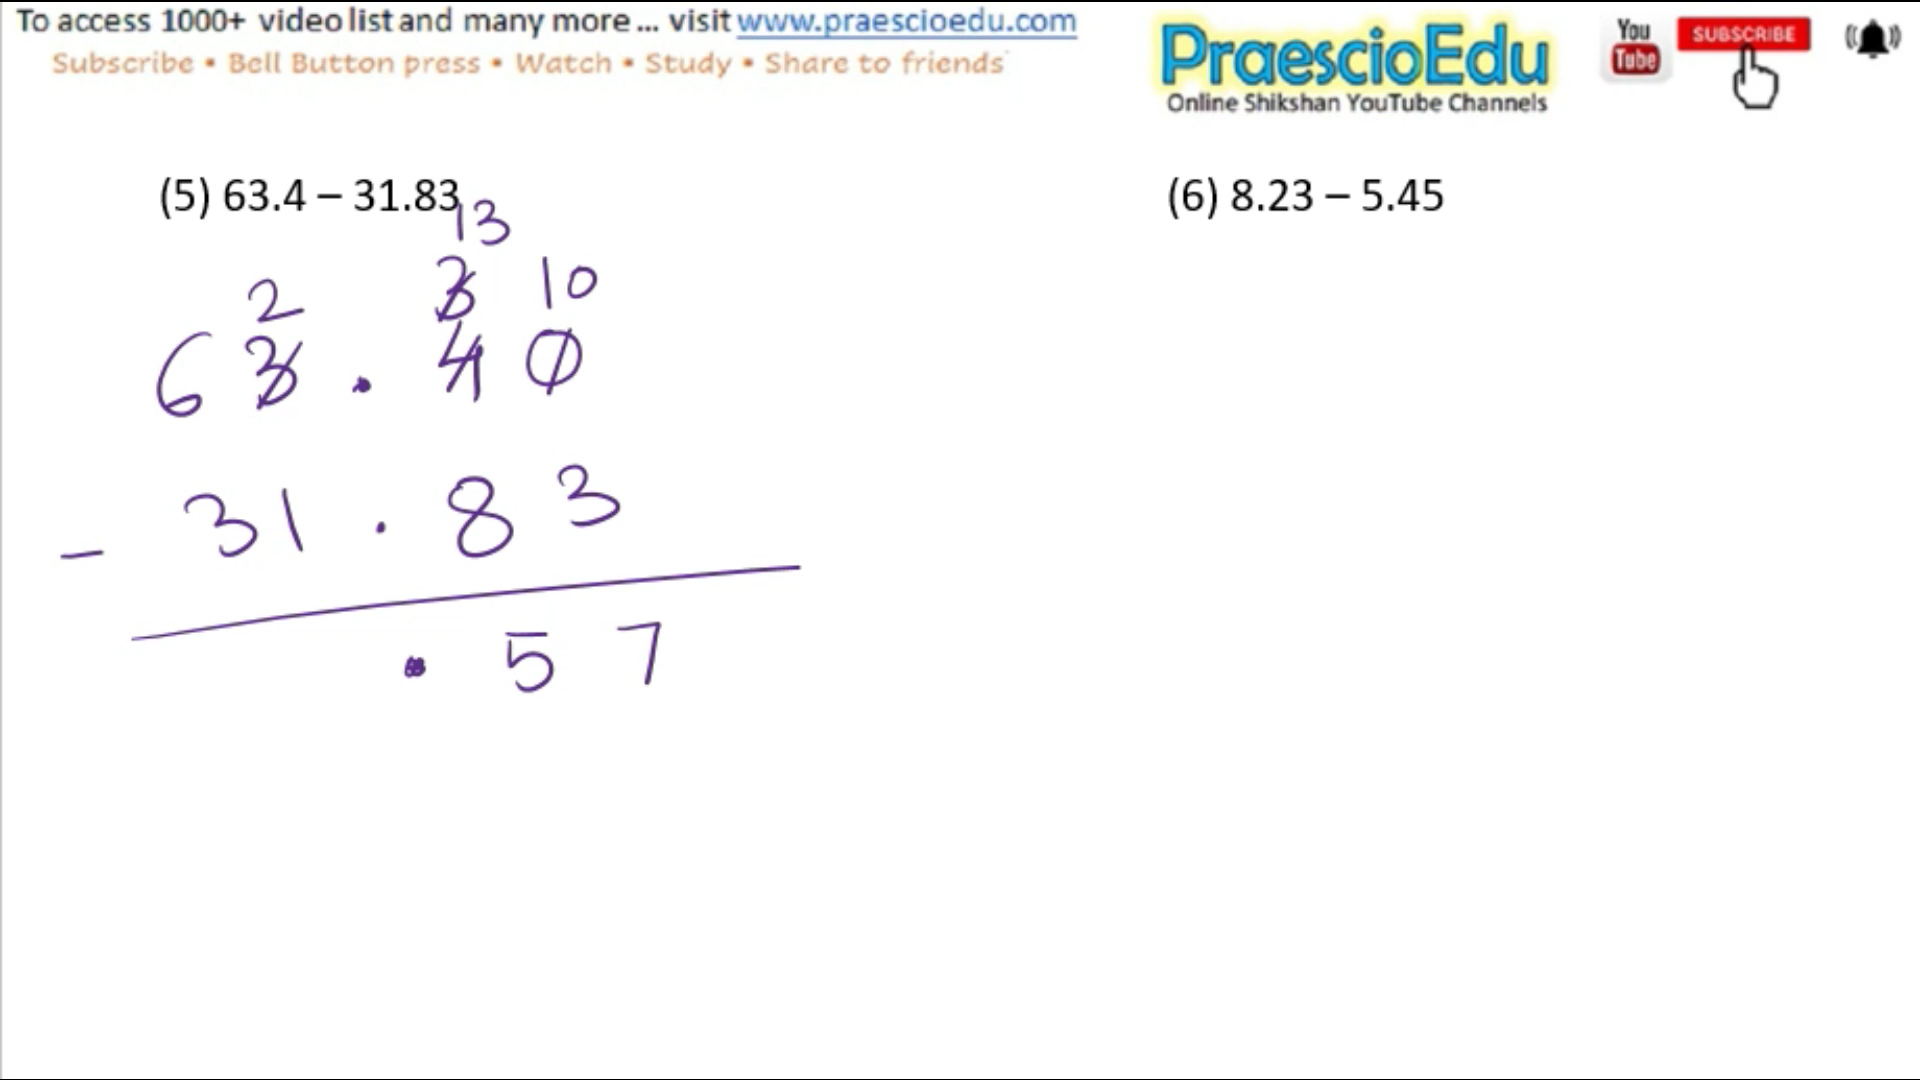 To access 1000+ video list and many more ... visit www.praescioedu.com
Subscribe • Bell Button press • Watch • Study • Share to friends
PraescioEdu
Online Shikshan YouTube Channels
You
Tube
SUBSCRIBE
(5) 63.4 – 31.83
(6) 8.23 – 5.45
13
2 3 10
63.40
- 31.83
.57